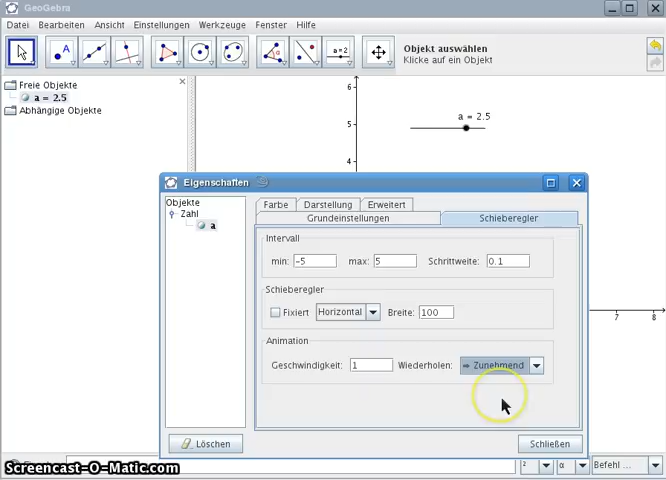 GeoGebra
Datei Bearbeiten Ansicht Einstellungen Werkzeuge Fenster Hilfe
A
a=2
Objekt auswählen
Klicke auf ein Objekt
Freie Objekte
a = 2.5
Abhängige Objekte
6
a = 2.5
5
4
Eigenschaften
Objekte
Zahl
a
Farbe Darstellung Erweitert
Grundeinstellungen Schieberegler
Intervall
min: -5 max: 5 Schrittweite: 0.1
Schieberegler
Fixiert Horizontal Breite: 100
Animation
Geschwindigkeit: 1 Wiederholen: ⇒ Zunehmend
7 8
Löschen Schließen
² α Befehl ...
Screencast-O-Matic.com